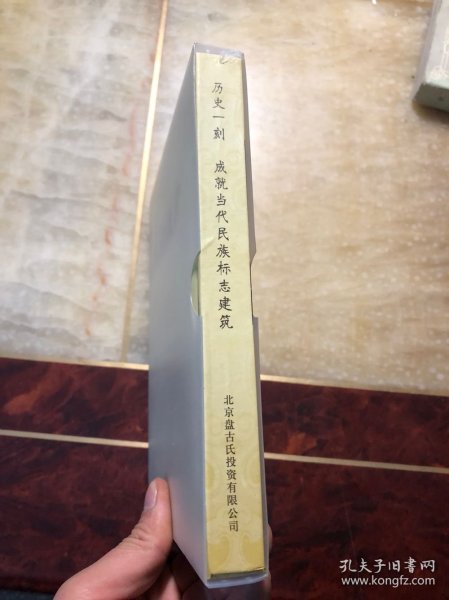 历史一刻 成就当代民族标志建筑
北京盘古氏投资有限公司
孔夫子旧书网
www.kongfz.com